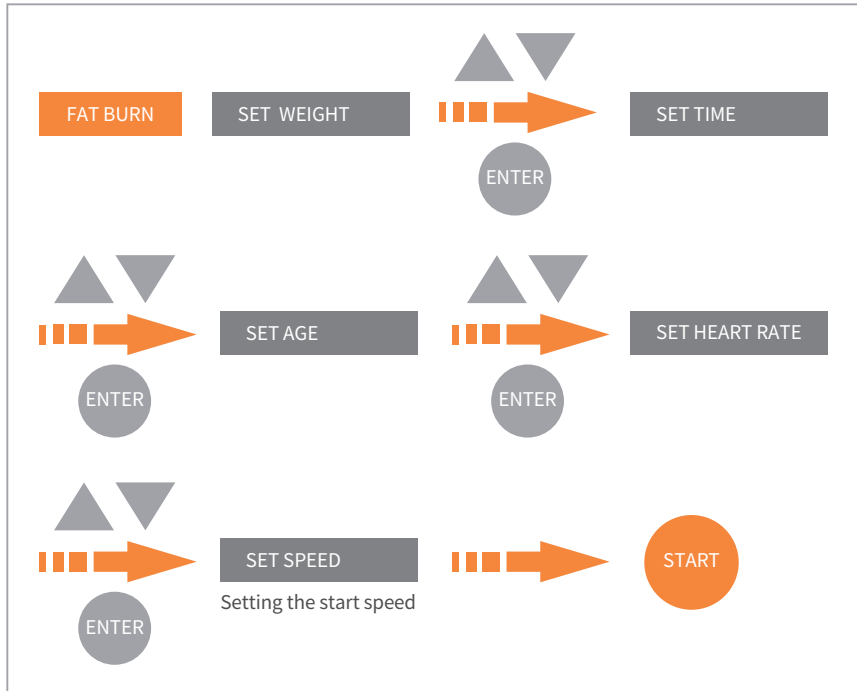 FAT BURN
SET WEIGHT
ENTER
SET TIME
ENTER
SET AGE
ENTER
SET HEART RATE
ENTER
SET SPEED
Setting the start speed
START